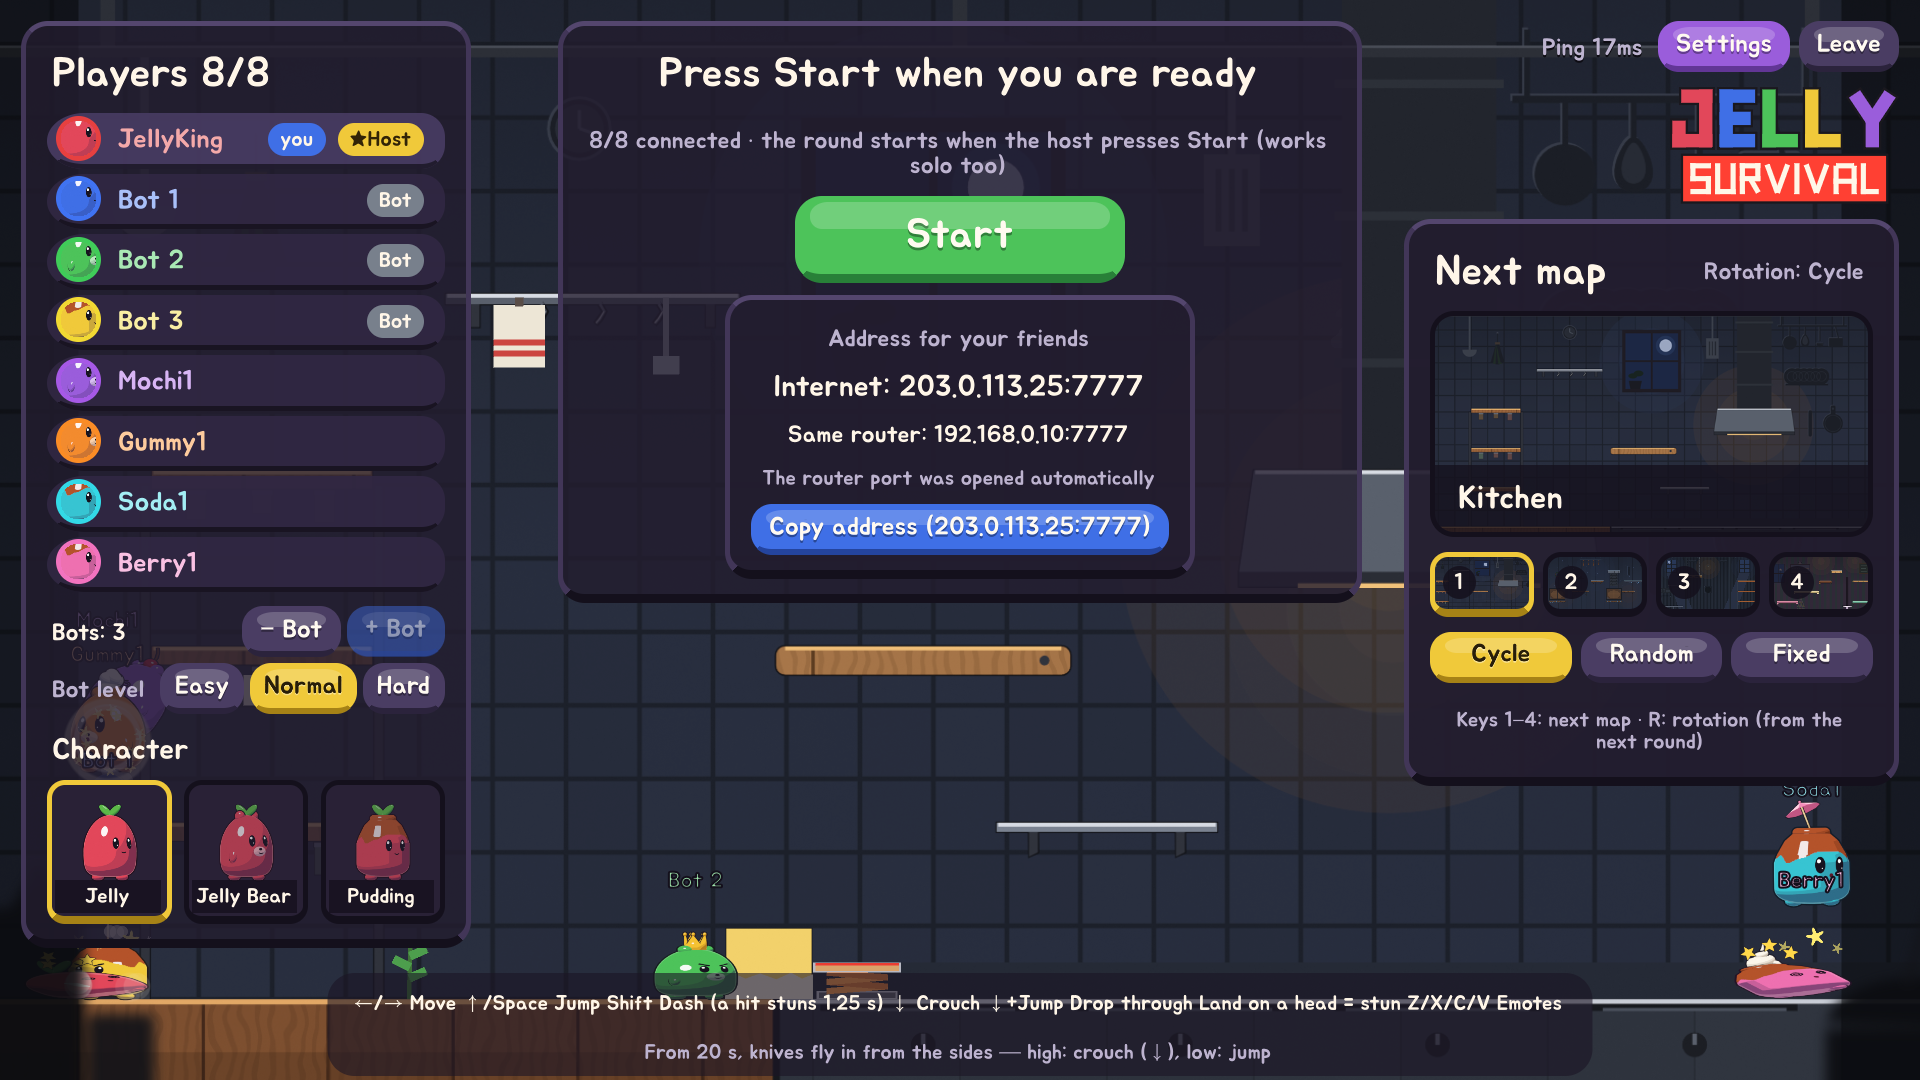 Players 8/8
JellyKing you ★Host
Bot 1 Bot
Bot 2 Bot
Bot 3 Bot
Mochi1
Gummy1
Soda1
Berry1
Mochi1
Bots: 3 − Bot + Bot
Gummy1
Bot level Easy Normal Hard
Bot 1
Character
Jelly Jelly Bear Pudding
Press Start when you are ready
8/8 connected · the round starts when the host presses Start (works
solo too)
Start
Address for your friends
Internet: 203.0.113.25:7777
Same router: 192.168.0.10:7777
The router port was opened automatically
Copy address (203.0.113.25:7777)
Ping 17ms Settings Leave
JELLY
SURVIVAL
Next map Rotation: Cycle
Kitchen
1 2 3 4
Cycle Random Fixed
Keys 1–4: next map · R: rotation (from the
next round)
Soda1
Berry1
Bot 2
←/→ Move ↑/Space Jump Shift Dash (a hit stuns 1.25 s) ↓ Crouch ↓+Jump Drop through Land on a head = stun Z/X/C/V Emotes
From 20 s, knives fly in from the sides — high: crouch (↓), low: jump